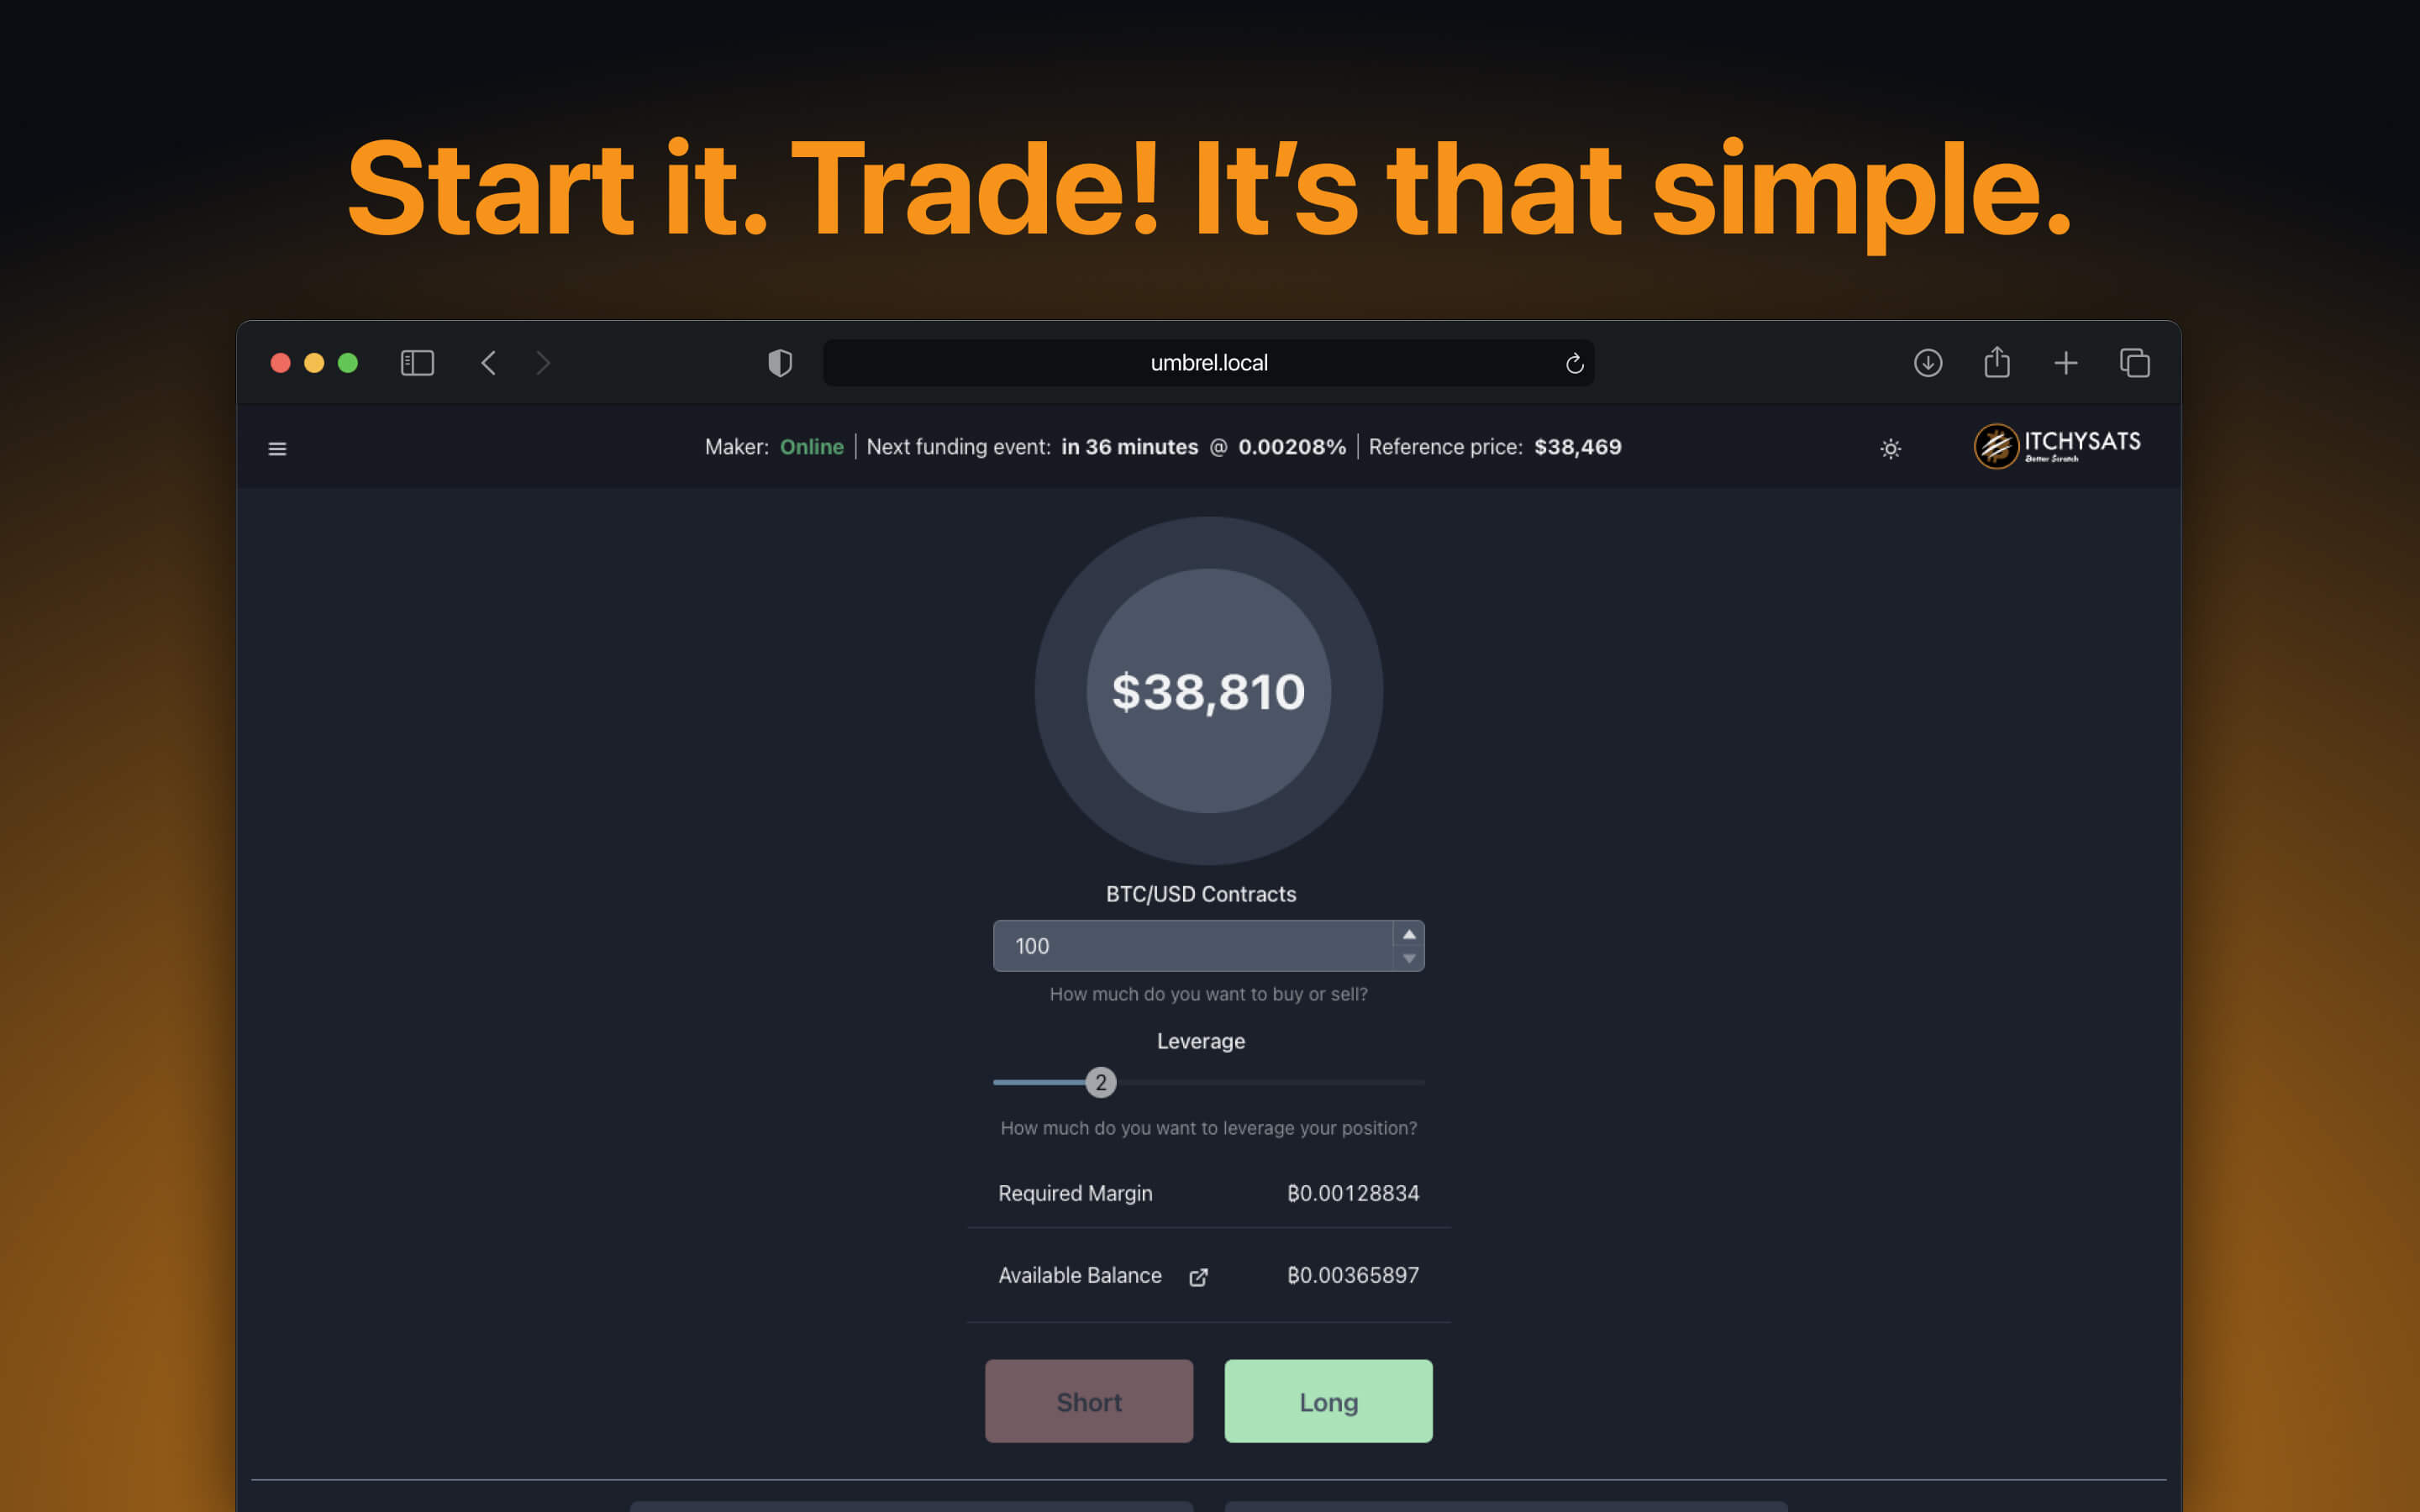 Start it. Trade! It’s that simple.
umbrel.local
Maker: Online | Next funding event: in 36 minutes @ 0.00208% | Reference price: $38,469
ITCHYSATS
Better Scratch
$38,810
BTC/USD Contracts
100
How much do you want to buy or sell?
Leverage
2
How much do you want to leverage your position?
Required Margin ₿0.00128834
Available Balance ₿0.00365897
Short Long